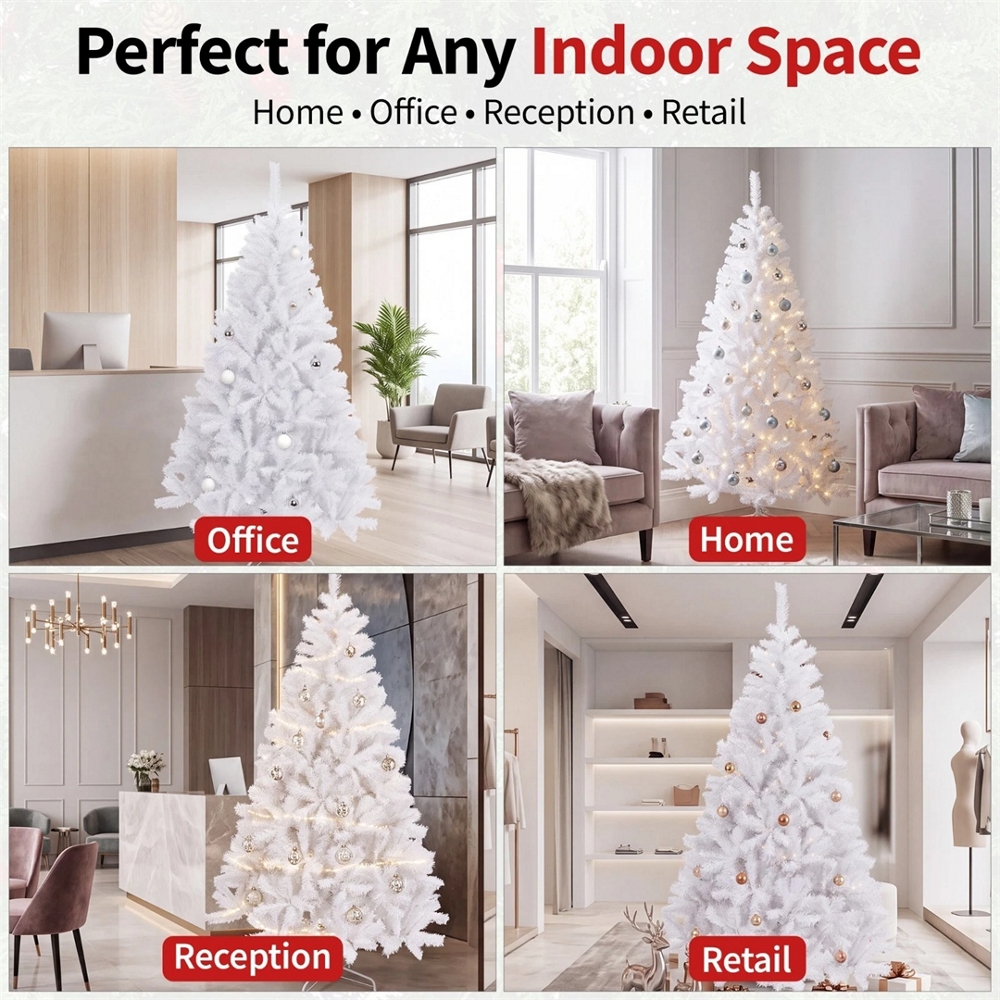 Perfect for Any Indoor Space
Home • Office • Reception • Retail
Office
Home
Reception
Retail